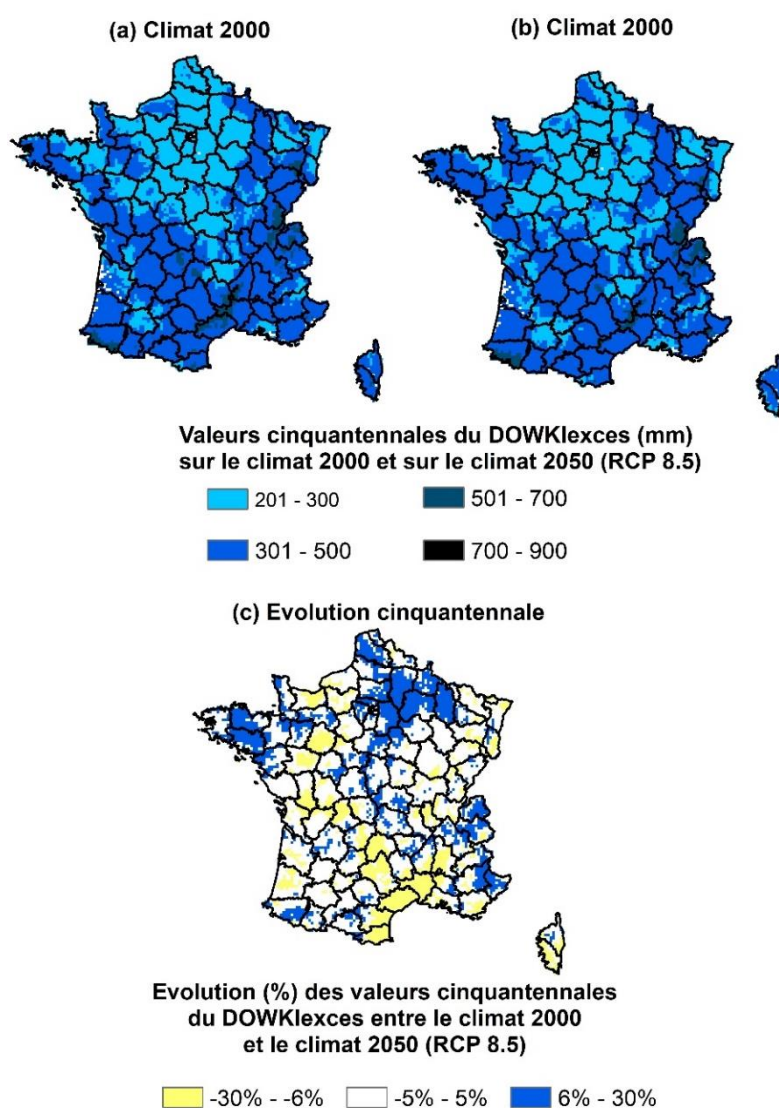 (a) Climat 2000
(b) Climat 2000
Valeurs cinquantennales du DOWKIexces (mm)
sur le climat 2000 et sur le climat 2050 (RCP 8.5)
201 - 300
501 - 700
301 - 500
700 - 900
(c) Evolution cinquantennale
Evolution (%) des valeurs cinquantennales
du DOWKIexces entre le climat 2000
et le climat 2050 (RCP 8.5)
-30% - -6%
-5% - 5%
6% - 30%